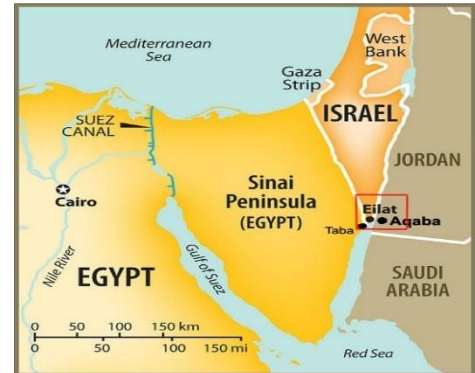 Mediterranean
Sea
West
Bank
Gaza
Strip
SUEZ
CANAL
ISRAEL
JORDAN
Cairo
Sinai
Peninsula
(EGYPT)
Eilat
Aqaba
Taba
Nile River
EGYPT
Gulf of Suez
SAUDI
ARABIA
0 50 100 150 km
0 50 100 150 mi
Red Sea